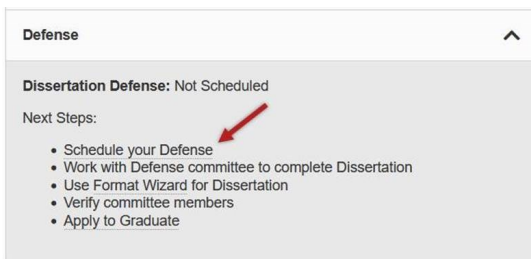 Defense
Dissertation Defense: Not Scheduled
Next Steps:
• Schedule your Defense
• Work with Defense committee to complete Dissertation
• Use Format Wizard for Dissertation
• Verify committee members
• Apply to Graduate